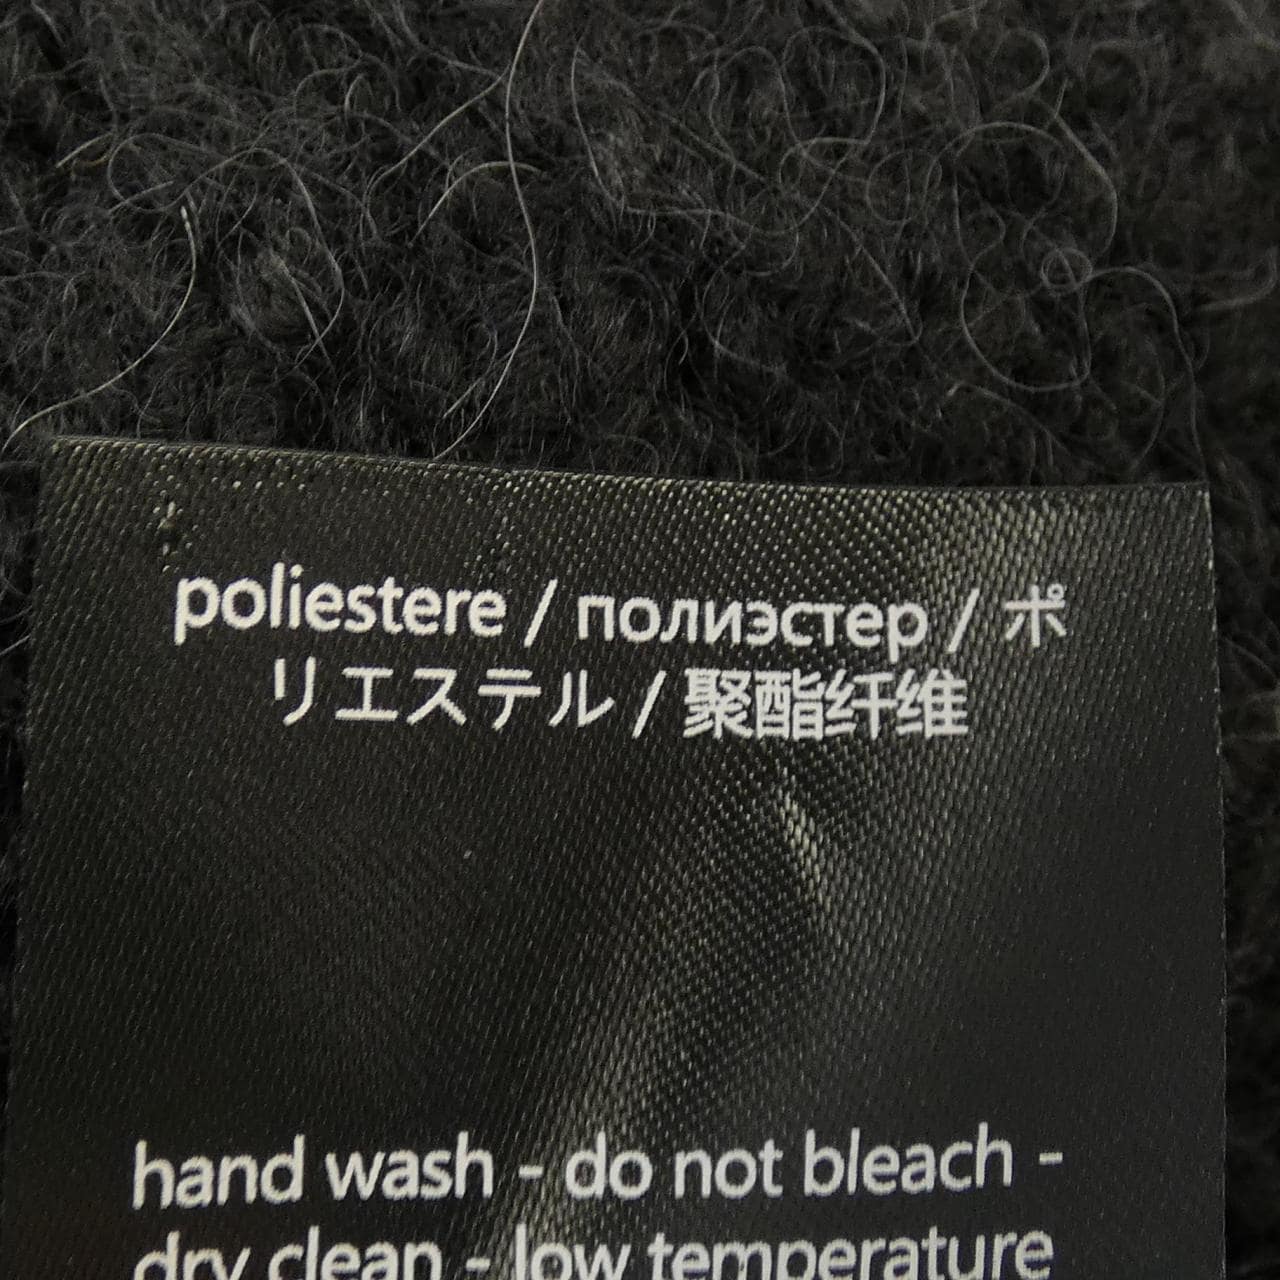 poliestere / полиэстер / ポ
リエステル / 聚酯纤维
hand wash - do not bleach -
dry clean - low temperature